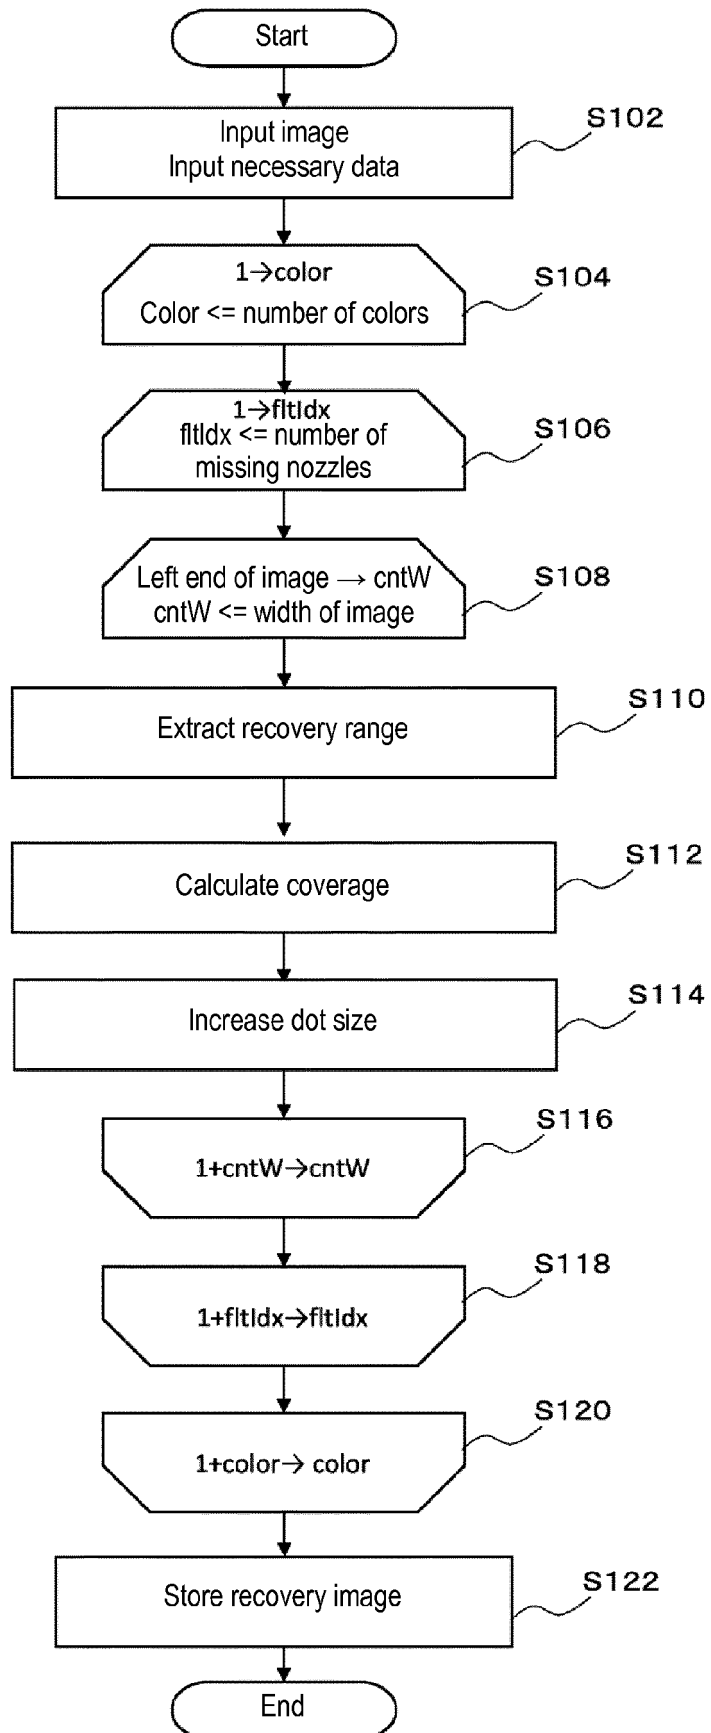 Start
Input image
Input necessary data
S102
1→color
Color <= number of colors
S104
1→fltIdx
fltIdx <= number of
missing nozzles
S106
Left end of image → cntW
cntW <= width of image
S108
Extract recovery range
S110
Calculate coverage
S112
Increase dot size
S114
1+cntW→cntW
S116
1+fltIdx→fltIdx
S118
1+color→ color
S120
Store recovery image
S122
End